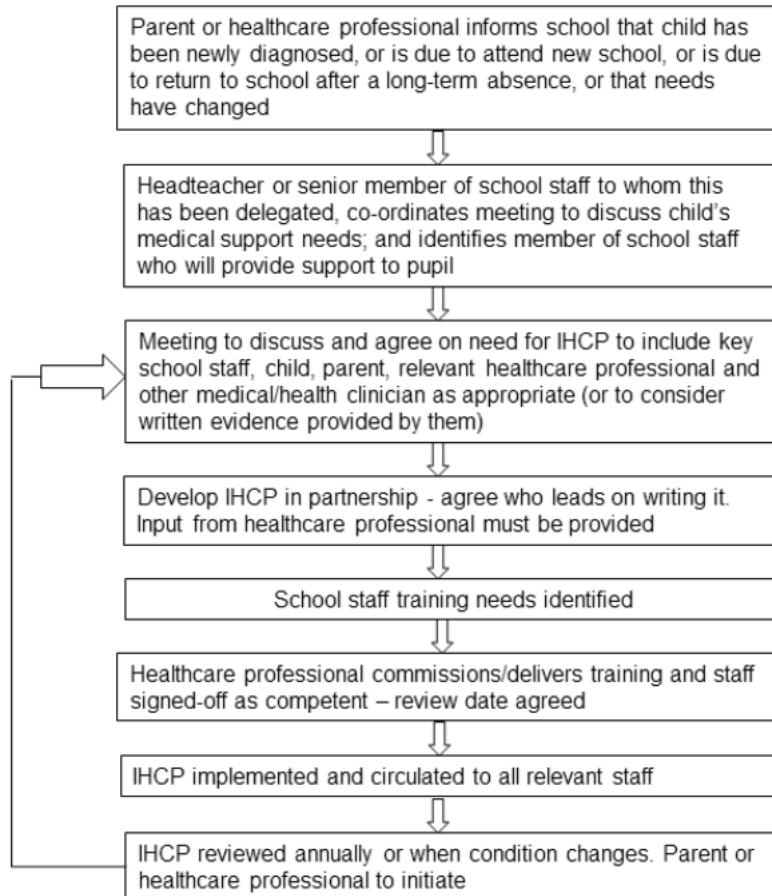 Parent or healthcare professional informs school that child has
been newly diagnosed, or is due to attend new school, or is due
to return to school after a long-term absence, or that needs
have changed
Headteacher or senior member of school staff to whom this
has been delegated, co-ordinates meeting to discuss child's
medical support needs; and identifies member of school staff
who will provide support to pupil
Meeting to discuss and agree on need for IHCP to include key
school staff, child, parent, relevant healthcare professional and
other medical/health clinician as appropriate (or to consider
written evidence provided by them)
Develop IHCP in partnership - agree who leads on writing it.
Input from healthcare professional must be provided
School staff training needs identified
Healthcare professional commissions/delivers training and staff
signed-off as competent – review date agreed
IHCP implemented and circulated to all relevant staff
IHCP reviewed annually or when condition changes. Parent or
healthcare professional to initiate